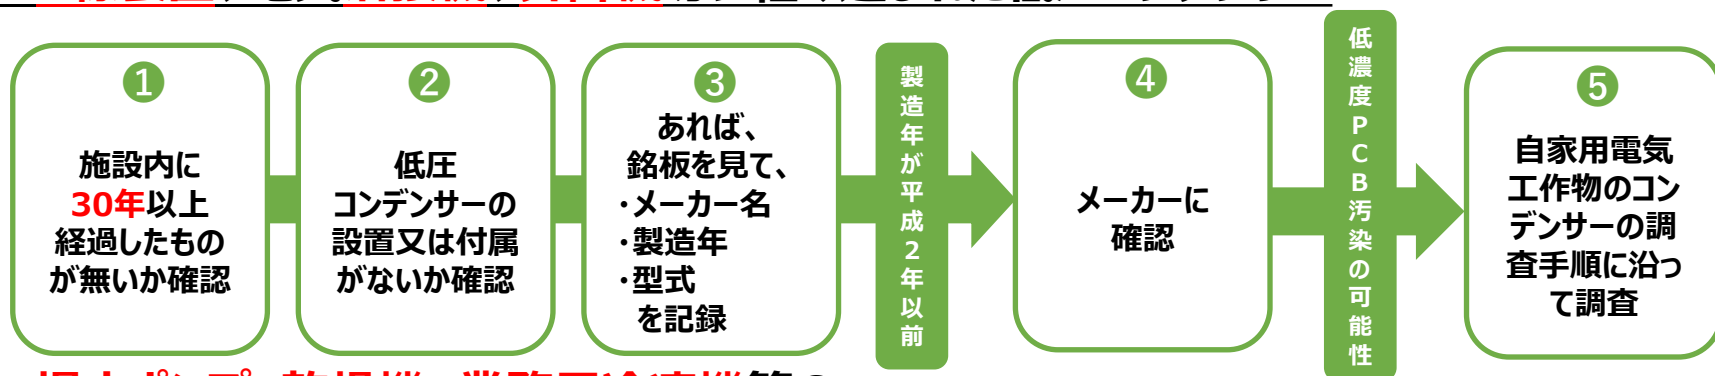 ❶
施設内に
30年以上
経過したもの
が無いか確認
❷
低圧
コンデンサーの
設置又は付属
がないか確認
❸
あれば、
銘板を見て、
・メーカー名
・製造年
・型式
を記録
製造年が平成2年以前
❹
メーカーに
確認
低濃度PCB汚染の可能性
❺
自家用電気
工作物のコン
デンサーの調
査手順に沿っ
て調査